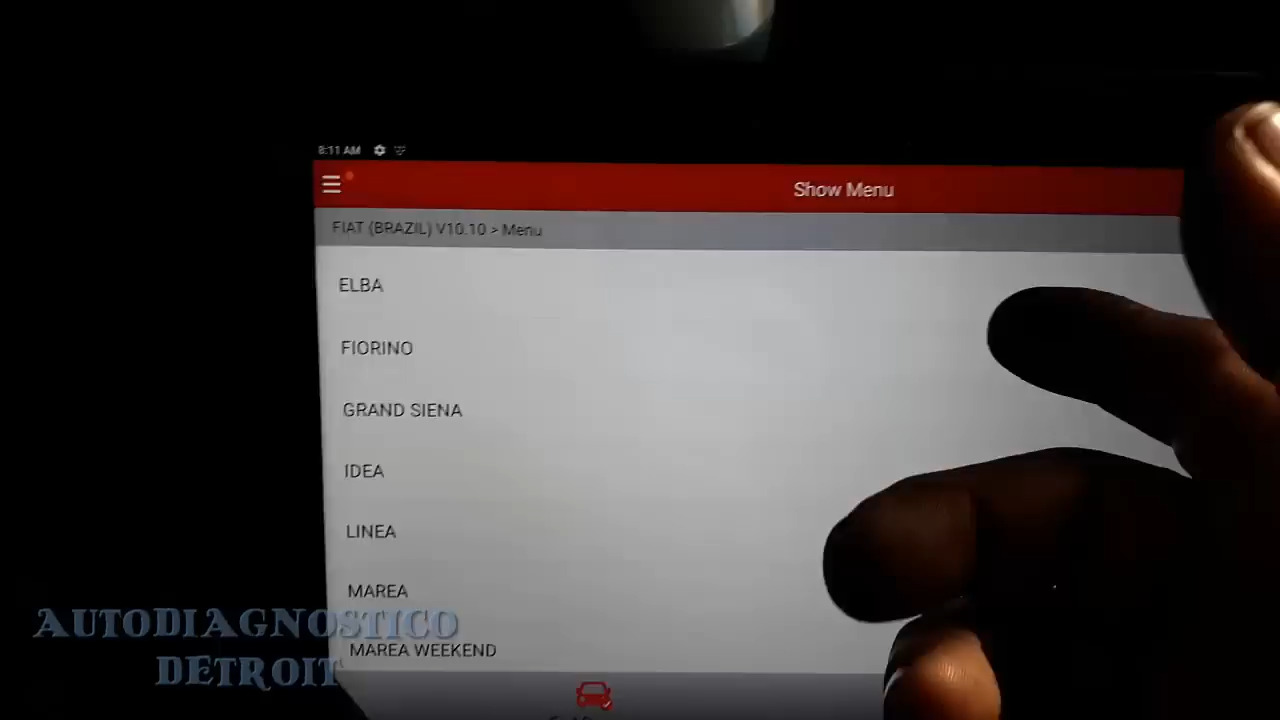 8:11 AM
Show Menu
FIAT (BRAZIL) V10.10 > Menu
ELBA
FIORINO
GRAND SIENA
IDEA
LINEA
MAREA
MAREA WEEKEND
AUTODIAGNOSTICO
DETROIT